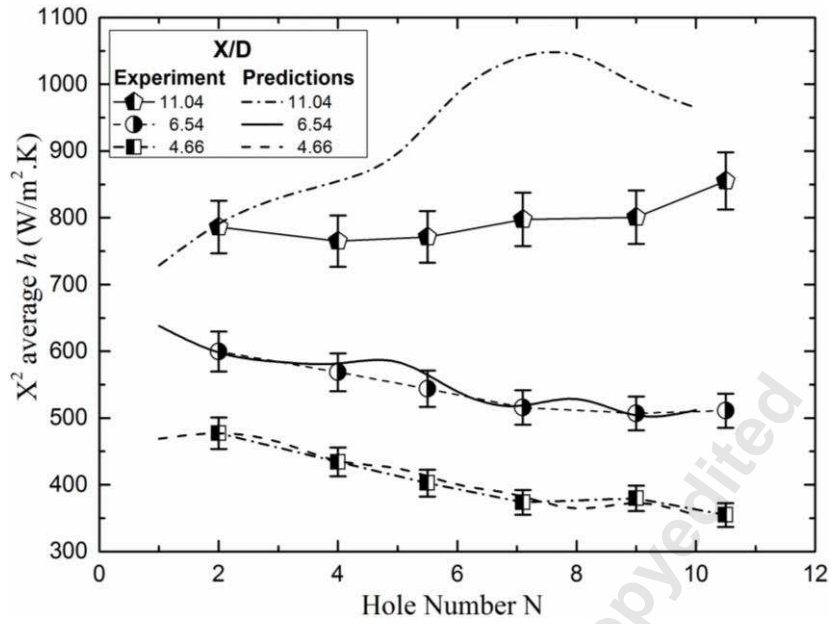 1100
1000
900
800
700
600
500
400
300
X² average h (W/m².K)
X/D
Experiment Predictions
11.04 11.04
6.54 6.54
4.66 4.66
0 2 4 6 8 10 12
Hole Number N
opyedited